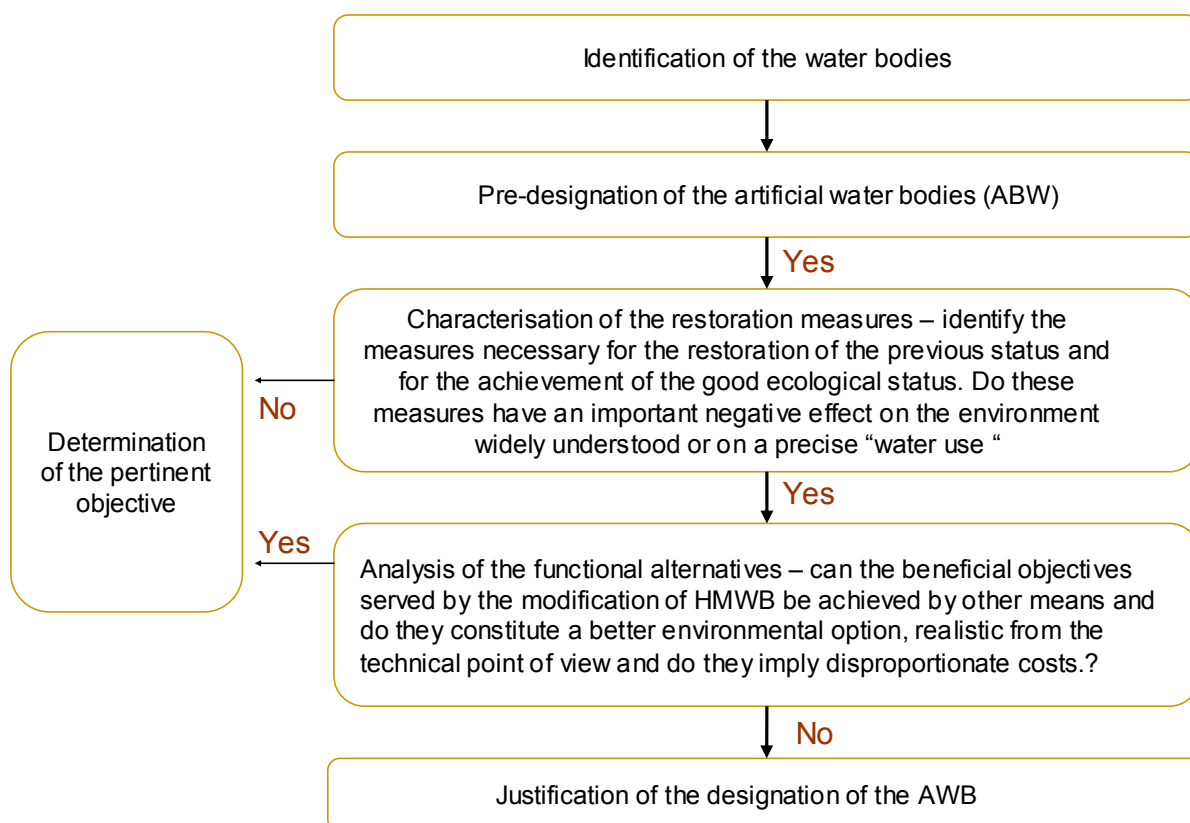 Identification of the water bodies
Pre-designation of the artificial water bodies (ABW)
Yes
Characterisation of the restoration measures – identify the
measures necessary for the restoration of the previous status and
for the achievement of the good ecological status. Do these
measures have an important negative effect on the environment
widely understood or on a precise “water use “
No
Determination
of the pertinent
objective
Yes
Yes
Analysis of the functional alternatives – can the beneficial objectives
served by the modification of HMWB be achieved by other means and
do they constitute a better environmental option, realistic from the
technical point of view and do they imply disproportionate costs.?
No
Justification of the designation of the AWB